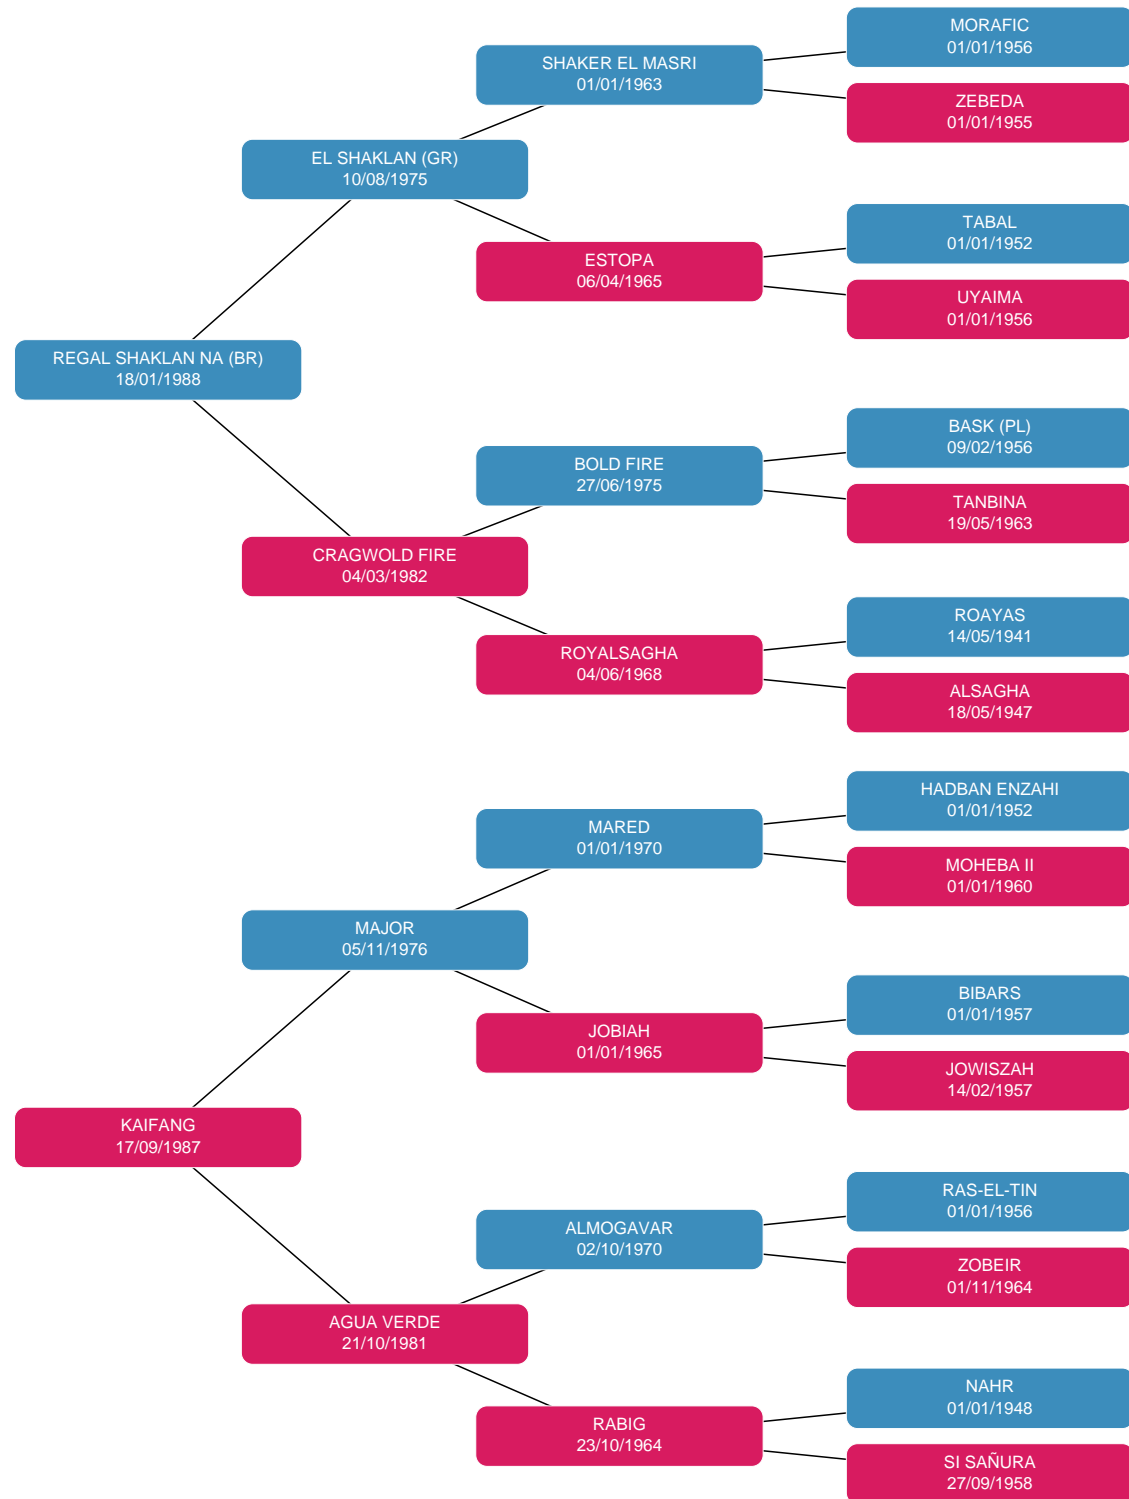 MORAFIC
01/01/1956
SHAKER EL MASRI
01/01/1963
ZEBEDA
01/01/1955
EL SHAKLAN (GR)
10/08/1975
TABAL
01/01/1952
ESTOPA
06/04/1965
UYAIMA
01/01/1956
REGAL SHAKLAN NA (BR)
18/01/1988
BASK (PL)
09/02/1956
BOLD FIRE
27/06/1975
TANBINA
19/05/1963
CRAGWOLD FIRE
04/03/1982
ROAYAS
14/05/1941
ROYALSAGHA
04/06/1968
ALSAGHA
18/05/1947
HADBAN ENZAHI
01/01/1952
MARED
01/01/1970
MOHEBA II
01/01/1960
MAJOR
05/11/1976
BIBARS
01/01/1957
JOBIAH
01/01/1965
JOWISZAH
14/02/1957
KAIFANG
17/09/1987
RAS-EL-TIN
01/01/1956
ALMOGAVAR
02/10/1970
ZOBEIR
01/11/1964
AGUA VERDE
21/10/1981
NAHR
01/01/1948
RABIG
23/10/1964
SI SAÑURA
27/09/1958